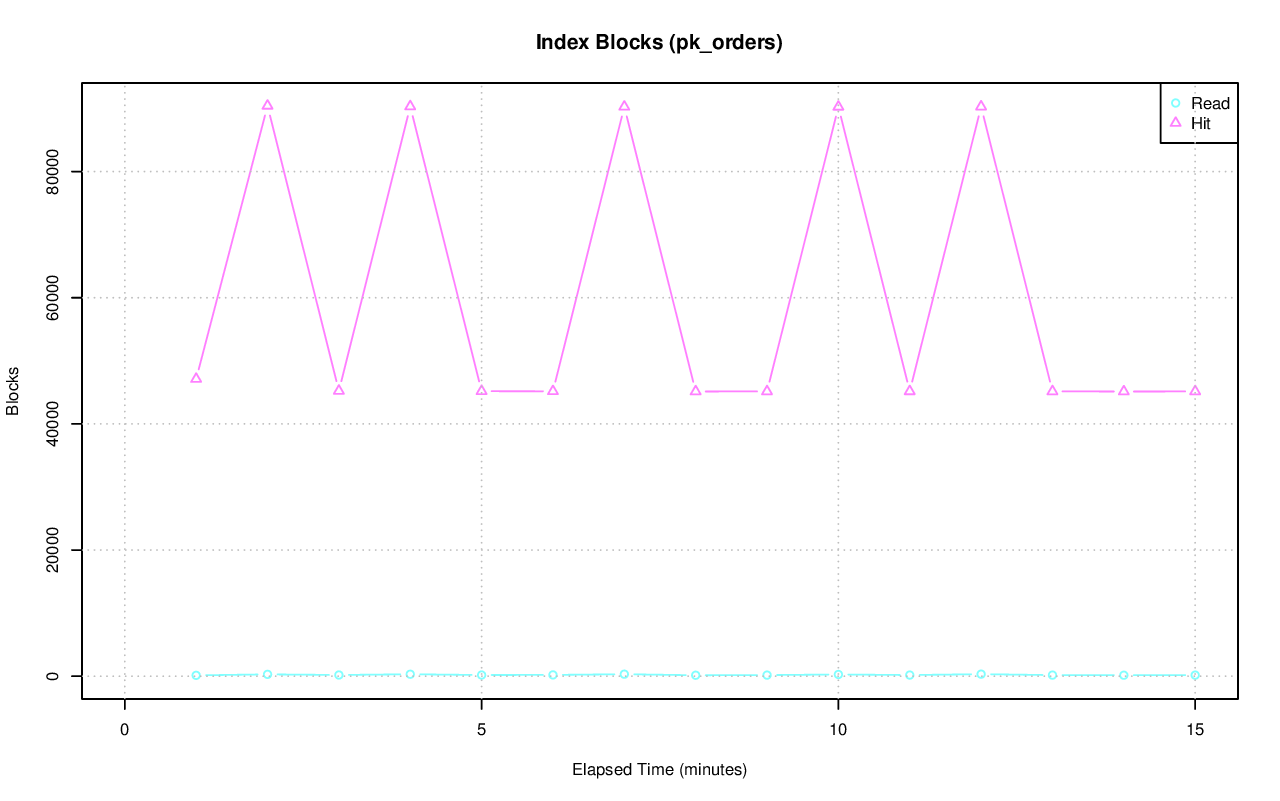 Index Blocks (pk_orders)
Read
Hit
Blocks
80000
60000
40000
20000
0
0 5 10 15
Elapsed Time (minutes)